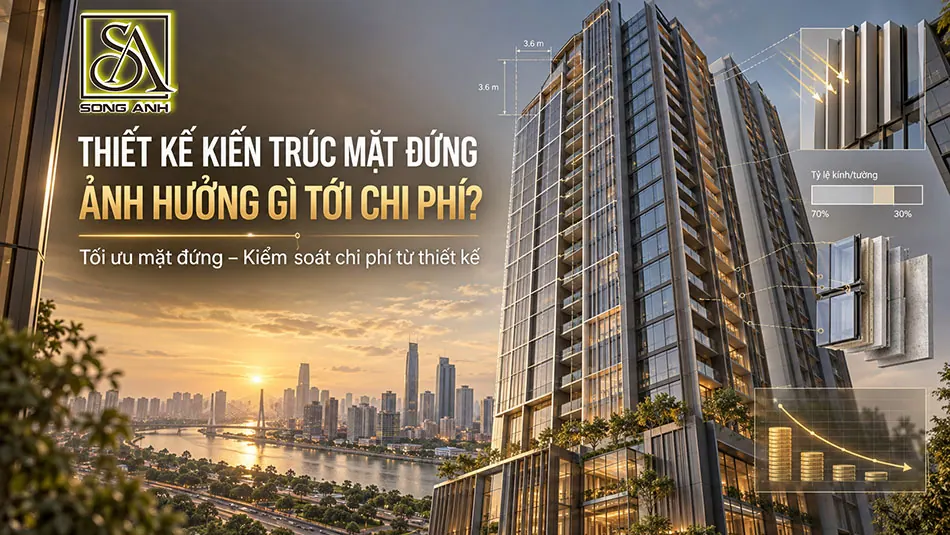 SA
SONG ANH
THIẾT KẾ KIẾN TRÚC MẶT ĐỨNG
ẢNH HƯỞNG GÌ TỚI CHI PHÍ?
Tối ưu mặt đứng – Kiểm soát chi phí từ thiết kế
3.6 m
3.6 m
Tỷ lệ kính/tường
70% 30%